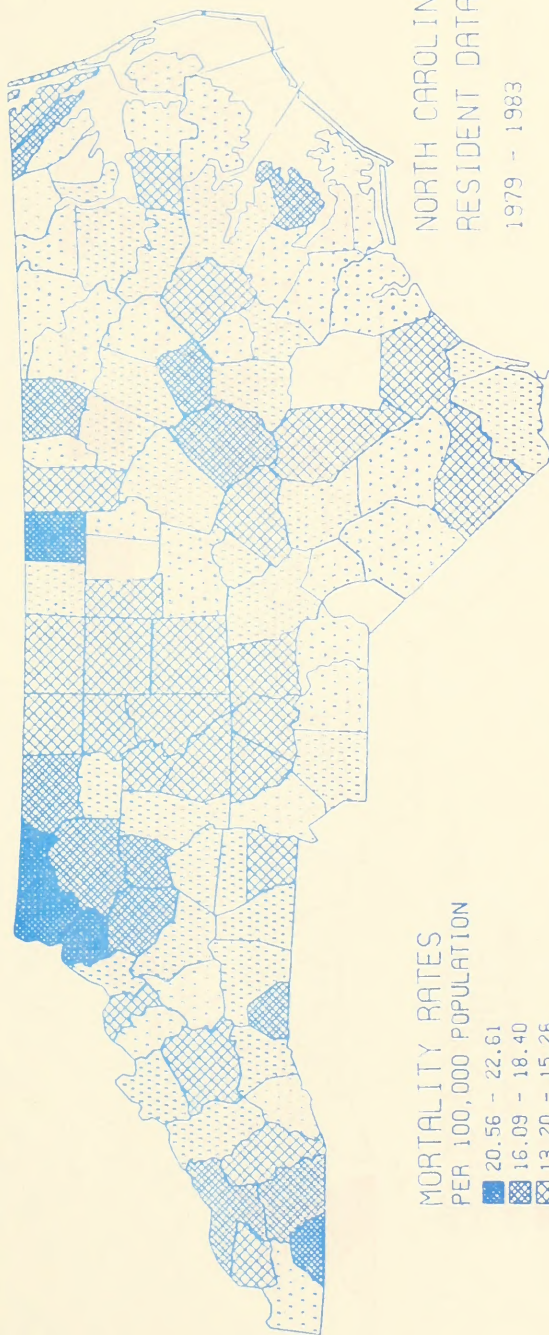 MORTALITY RATES
PER 100,000 POPULATION
20.56 - 22.61
16.09 - 18.40
NORTH
RESIDENT DATA
1979 - 1983